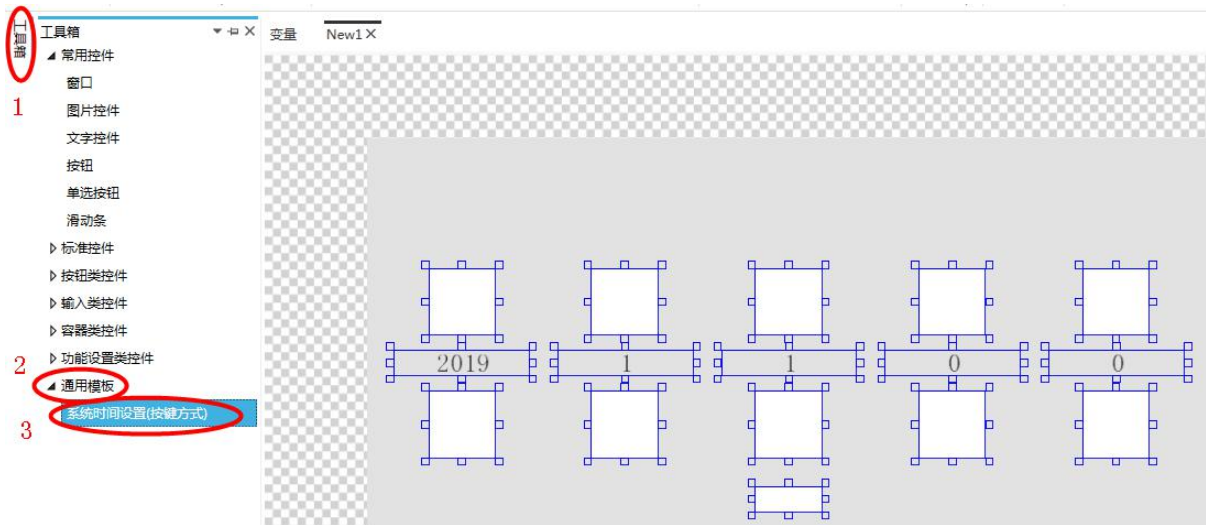 工具箱
工具箱
变量
New1
常用控件
窗口
1
图片控件
文字控件
按钮
单选按钮
滑动条
标准控件
按钮类控件
输入类控件
容器类控件
2
功能设置类控件
通用模板
3
系统时间设置(按键方式)
2019
1
1
0
0